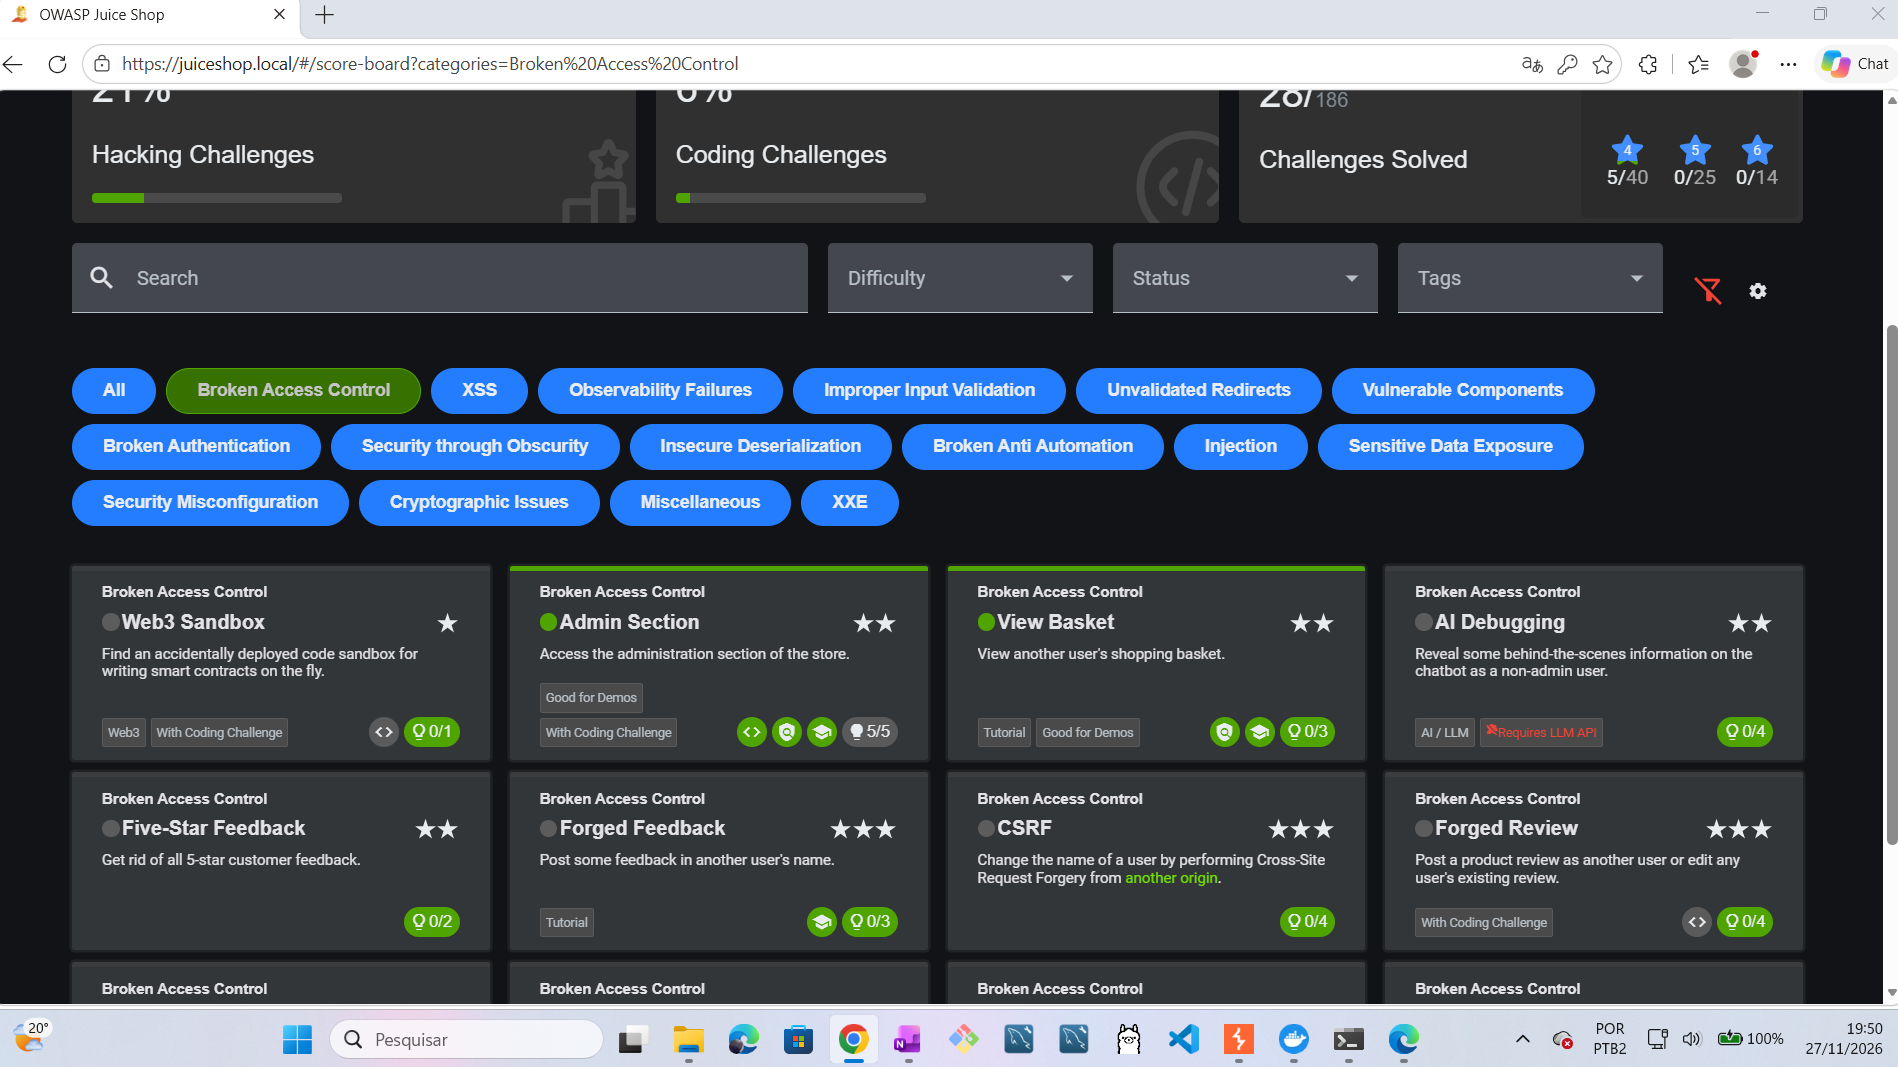 OWASP Juice Shop
https://juiceshop.local/#/score-board?categories=Broken%20Access%20Control
Chat
21%
6%
28/186
Hacking Challenges
Coding Challenges
Challenges Solved
4
5
6
5/40
0/25
0/14
Search
Difficulty
Status
Tags
All
Broken Access Control
XSS
Observability Failures
Improper Input Validation
Unvalidated Redirects
Vulnerable Components
Broken Authentication
Security through Obscurity
Insecure Deserialization
Broken Anti Automation
Injection
Sensitive Data Exposure
Security Misconfiguration
Cryptographic Issues
Miscellaneous
XXE
Broken Access Control
Web3 Sandbox
Find an accidentally deployed code sandbox for
writing smart contracts on the fly.
Web3
With Coding Challenge
0/1
Broken Access Control
Admin Section
Access the administration section of the store.
Good for Demos
With Coding Challenge
5/5
Broken Access Control
View Basket
View another user's shopping basket.
Tutorial
Good for Demos
0/3
Broken Access Control
AI Debugging
Reveal some behind-the-scenes information on the
chatbot as a non-admin user.
AI / LLM
Requires LLM API
0/4
Broken Access Control
Five-Star Feedback
Get rid of all 5-star customer feedback.
0/2
Broken Access Control
Forged Feedback
Post some feedback in another user's name.
Tutorial
0/3
Broken Access Control
CSRF
Change the name of a user by performing Cross-Site
Request Forgery from another origin.
0/4
Broken Access Control
Forged Review
Post a product review as another user or edit any
user's existing review.
With Coding Challenge
0/4
Broken Access Control
Broken Access Control
Broken Access Control
Broken Access Control
20°
Pesquisar
POR
PTB2
100%
19:50
27/11/2026